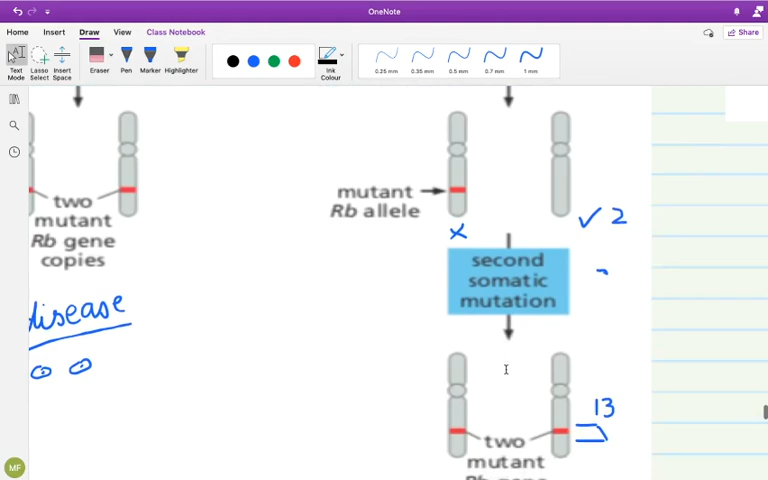 OneNote
Home Insert Draw View Class Notebook
Share
Text Mode
Lasso Select
Insert Space
Eraser
Pen
Marker
Highlighter
Ink Colour
0.25 mm
0.35 mm
0.5 mm
0.7 mm
1 mm
two
mutant
Rb gene
copies
disease
mutant
Rb allele
x
✓ 2
second
somatic
mutation
13
two
mutant
Rb gene
MF